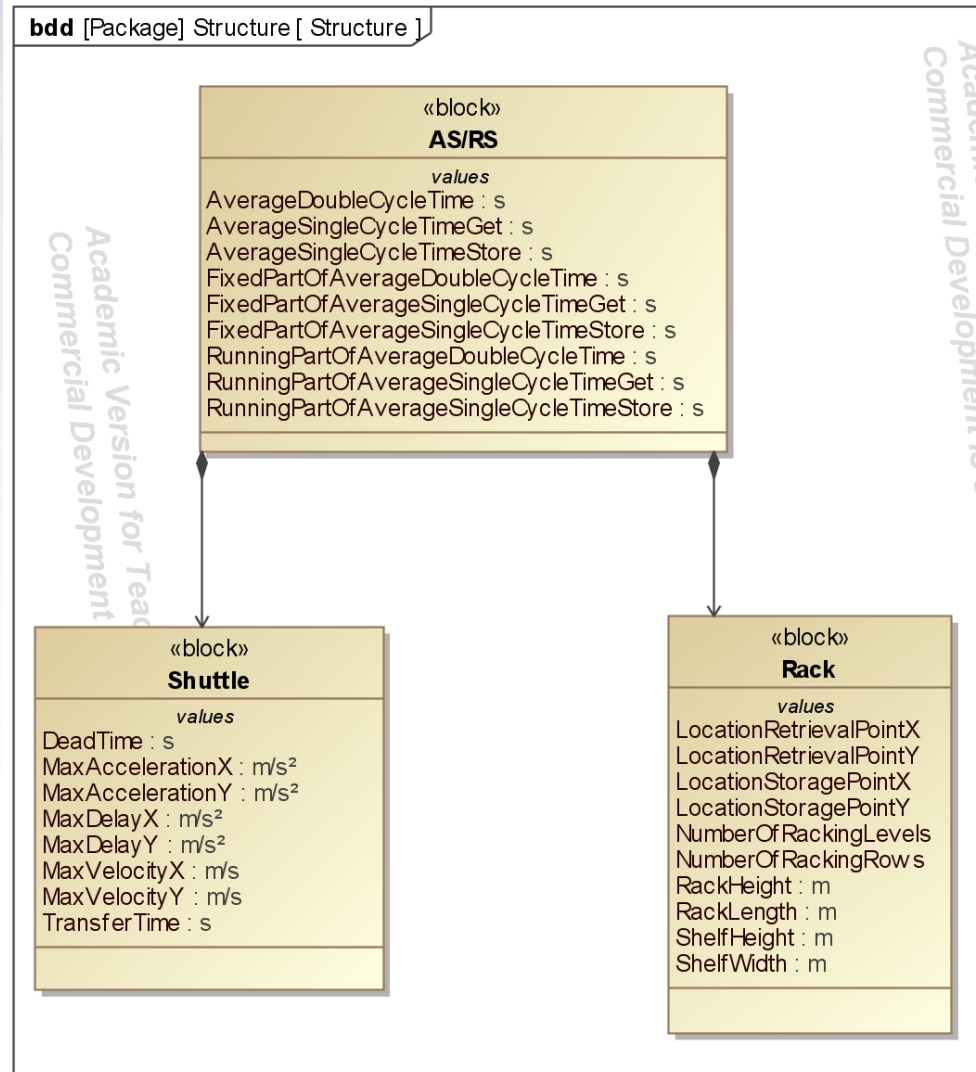 bdd [Package] Structure [ Structure ]
«block»
AS/RS
values
AverageDoubleCycleTime : s
AverageSingleCycleTimeGet : s
AverageSingleCycleTimeStore : s
FixedPartOfAverageDoubleCycleTime : s
FixedPartOfAverageSingleCycleTimeGet : s
FixedPartOfAverageSingleCycleTimeStore : s
RunningPartOfAverageDoubleCycleTime : s
RunningPartOfAverageSingleCycleTimeGet : s
RunningPartOfAverageSingleCycleTimeStore : s
«block»
Shuttle
values
DeadTime : s
MaxAccelerationX : m/s²
MaxAccelerationY : m/s²
MaxDelayX : m/s²
MaxDelayY : m/s²
MaxVelocityX : m/s
MaxVelocityY : m/s
TransferTime : s
«block»
Rack
values
LocationRetrievalPointX
LocationRetrievalPointY
LocationStoragePointX
LocationStoragePointY
NumberOfRackingLevels
NumberOfRackingRows
RackHeight : m
RackLength : m
ShelfHeight : m
ShelfWidth : m
Academic Version for
Commercial Development
Commercial Development is